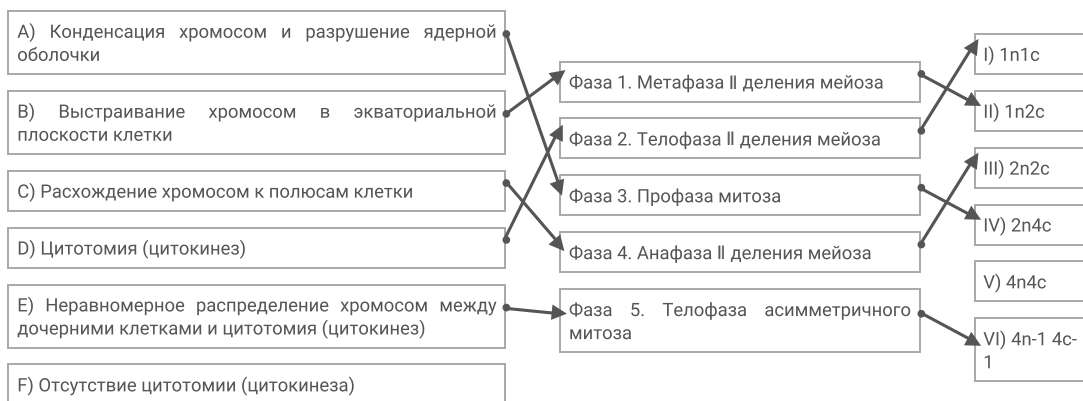 A) Конденсация хромосом и разрушение ядерной
оболочки
B) Выстраивание хромосом в экваториальной
плоскости клетки
C) Расхождение хромосом к полюсам клетки
D) Цитотомия (цитокинез)
E) Неравномерное распределение хромосом между
дочерними клетками и цитотомия (цитокинез)
F) Отсутствие цитотомии (цитокинеза)
Фаза 1. Метафаза II деления мейоза
Фаза 2. Телофаза II деления мейоза
Фаза 3. Профаза митоза
Фаза 4. Анафаза II деления мейоза
Фаза 5. Телофаза асимметричного
митоза
I) 1n1c
II) 1n2c
III) 2n2c
IV) 2n4c
V) 4n4c
VI) 4n-1 4c-
1